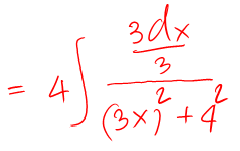 = 4 ∫ (3dx/3) / ((3x)² + 4²)